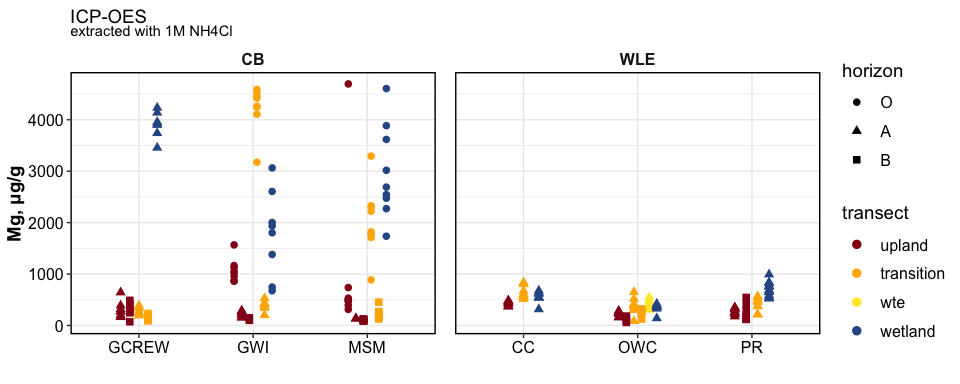 ICP-OES
extracted with 1M NH4Cl
CB
WLE
Mg, µg/g
4000
3000
2000
1000
0
GCREW
GWI
MSM
CC
OWC
PR
horizon
O
A
B
transect
upland
transition
wte
wetland